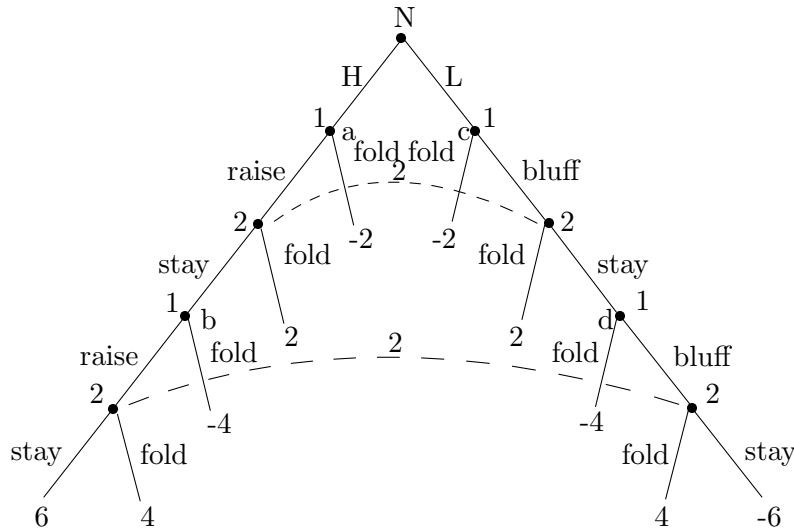 N
H L
1 a c 1
fold fold
raise 2 bluff
2 2
-2 -2
stay fold fold stay
1 b d 1
2 2
raise fold 2 fold bluff
2 2
-4 -4
stay fold fold stay
6 4 4 -6